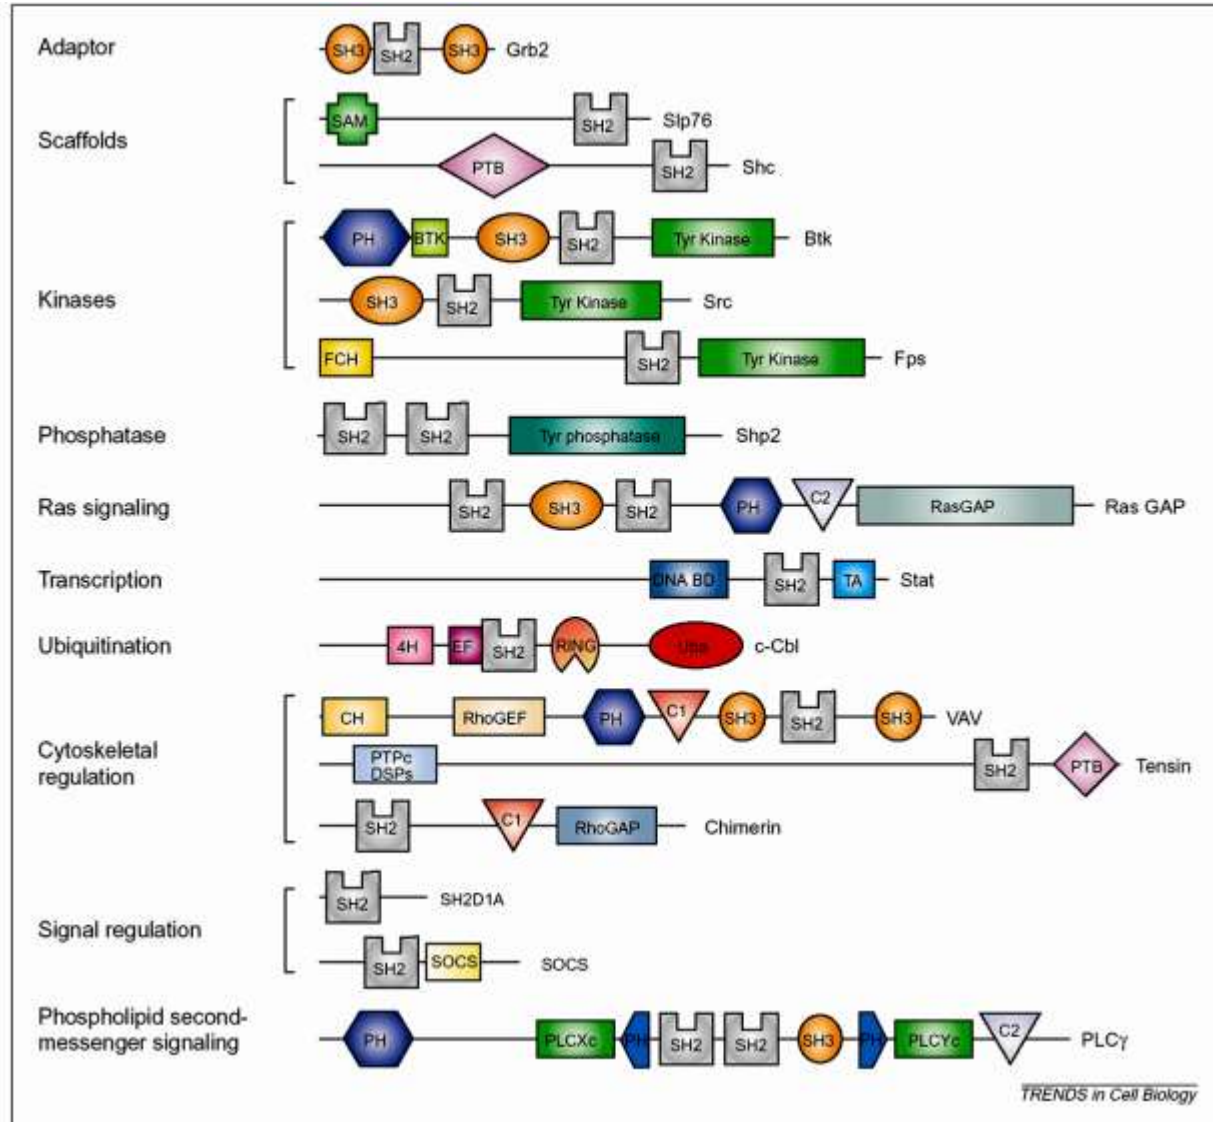 Adaptor
SH3 SH2 SH3 Grb2
Scaffolds
SAM SH2 Slp76
PTB SH2 Shc
Kinases
PH BTK SH3 SH2 Tyr Kinase Btk
SH3 SH2 Tyr Kinase Src
FCH SH2 Tyr Kinase Fps
Phosphatase
SH2 SH2 Tyr phosphatase Shp2
Ras signaling
SH2 SH3 SH2 PH C2 RasGAP Ras GAP
Transcription
DNA BD SH2 TA Stat
Ubiquitination
4H EF SH2 RING c-Cbl
Cytoskeletal
regulation
CH RhoGEF PH C1 SH3 SH2 SH3 VAV
PTPc
DSPs
SH2 PTB Tensin
SH2 C1 RhoGAP Chimerin
Signal regulation
SH2 SH2D1A
SH2 SOCS SOCS
Phospholipid second-
messenger signaling
PH PLCXc PH SH2 SH2 SH3 PH PLCYc C2 PLCγ
TRENDS in Cell Biology